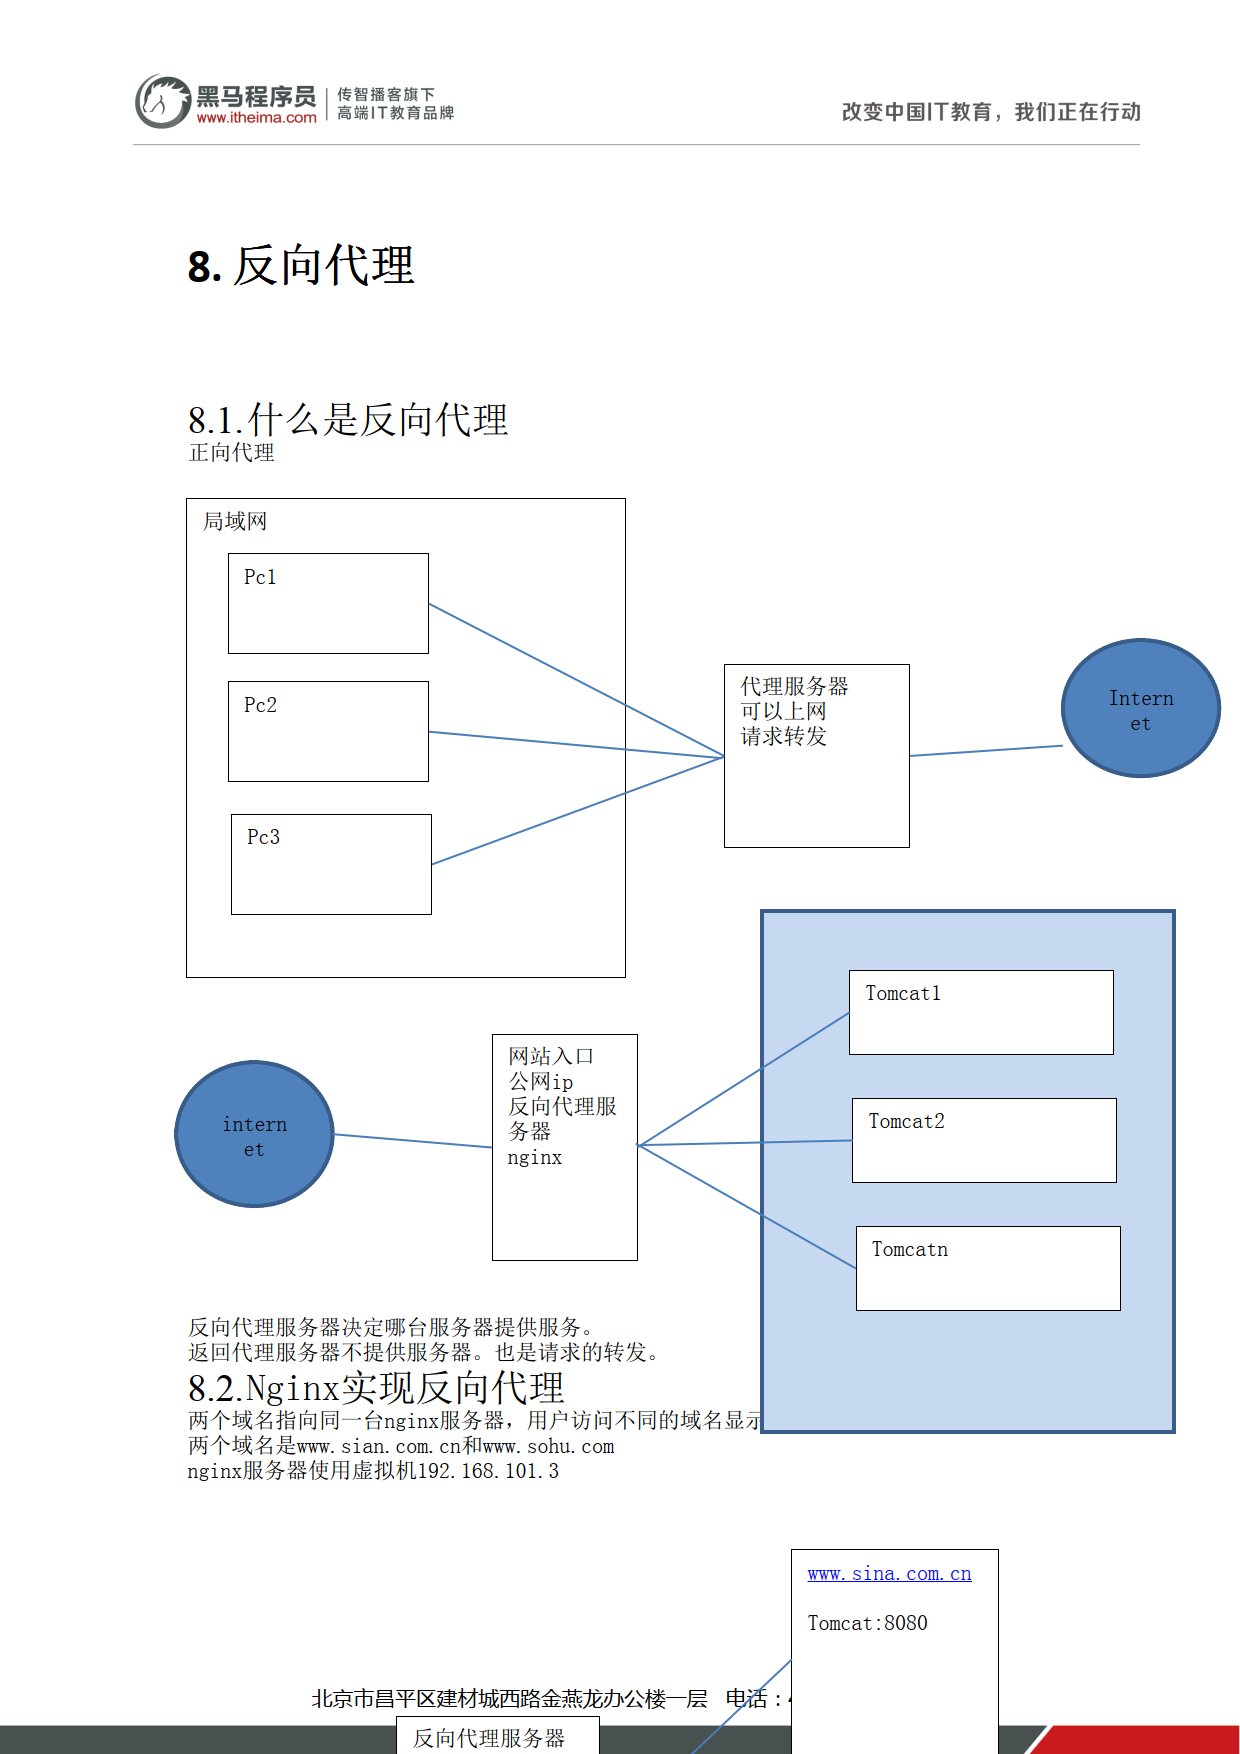 黑马程序员
www.itheima.com
传智播客旗下
高端IT教育品牌
改变中国IT教育，我们正在行动
8. 反向代理
8.1.什么是反向代理
正向代理
局域网
Pc1
Pc2
Pc3
代理服务器
可以上网
请求转发
Intern
et
Tomcat1
Tomcat2
Tomcatn
网站入口
公网ip
反向代理服
务器
nginx
intern
et
反向代理服务器决定哪台服务器提供服务。
返回代理服务器不提供服务器。也是请求的转发。
8.2.Nginx实现反向代理
两个域名指向同一台nginx服务器，用户访问不同的域名显示
两个域名是www.sian.com.cn和www.sohu.com
nginx服务器使用虚拟机192.168.101.3
www.sina.com.cn
Tomcat:8080
北京市昌平区建材城西路金燕龙办公楼一层 电话：
反向代理服务器